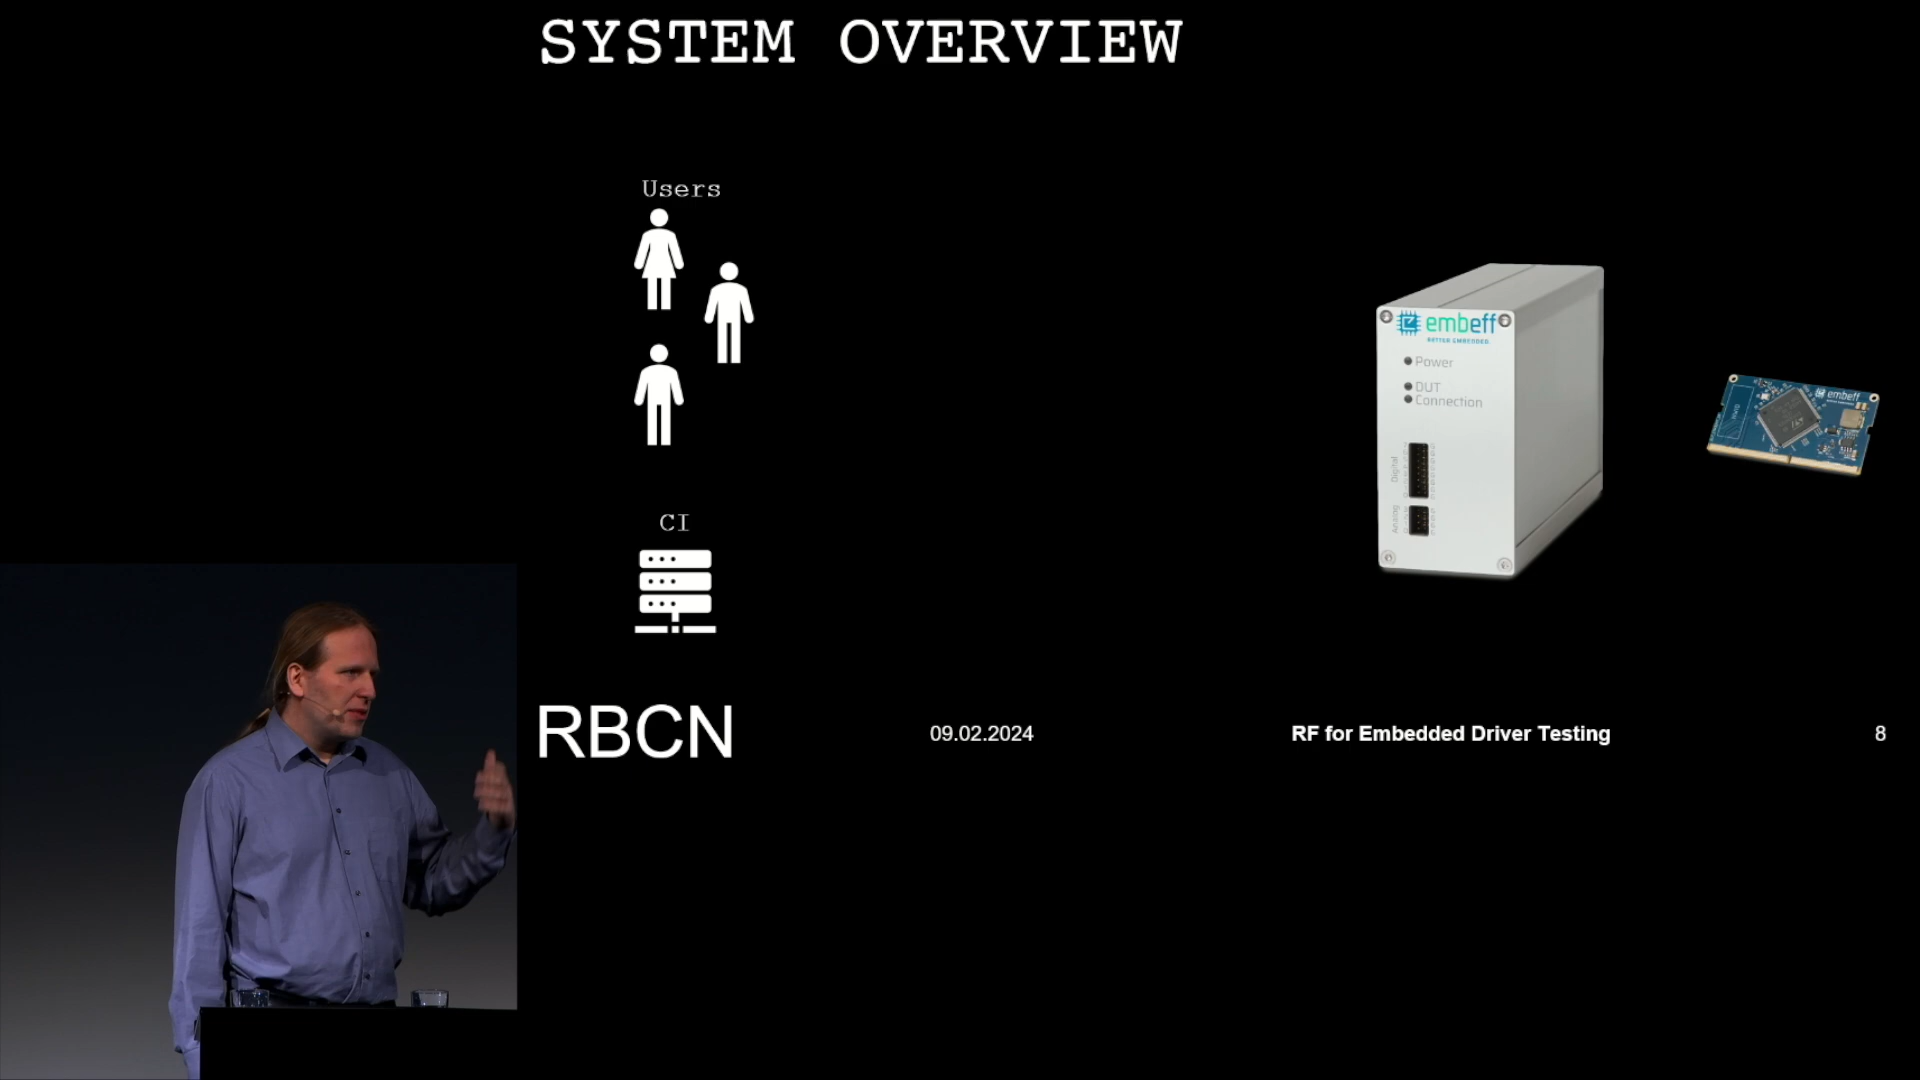 SYSTEM OVERVIEW
Users
embeff
BETTER EMBEDDED
Power
DUT
Connection
Digital
Analog
embeff
CI
RBCN
09.02.2024
RF for Embedded Driver Testing
8